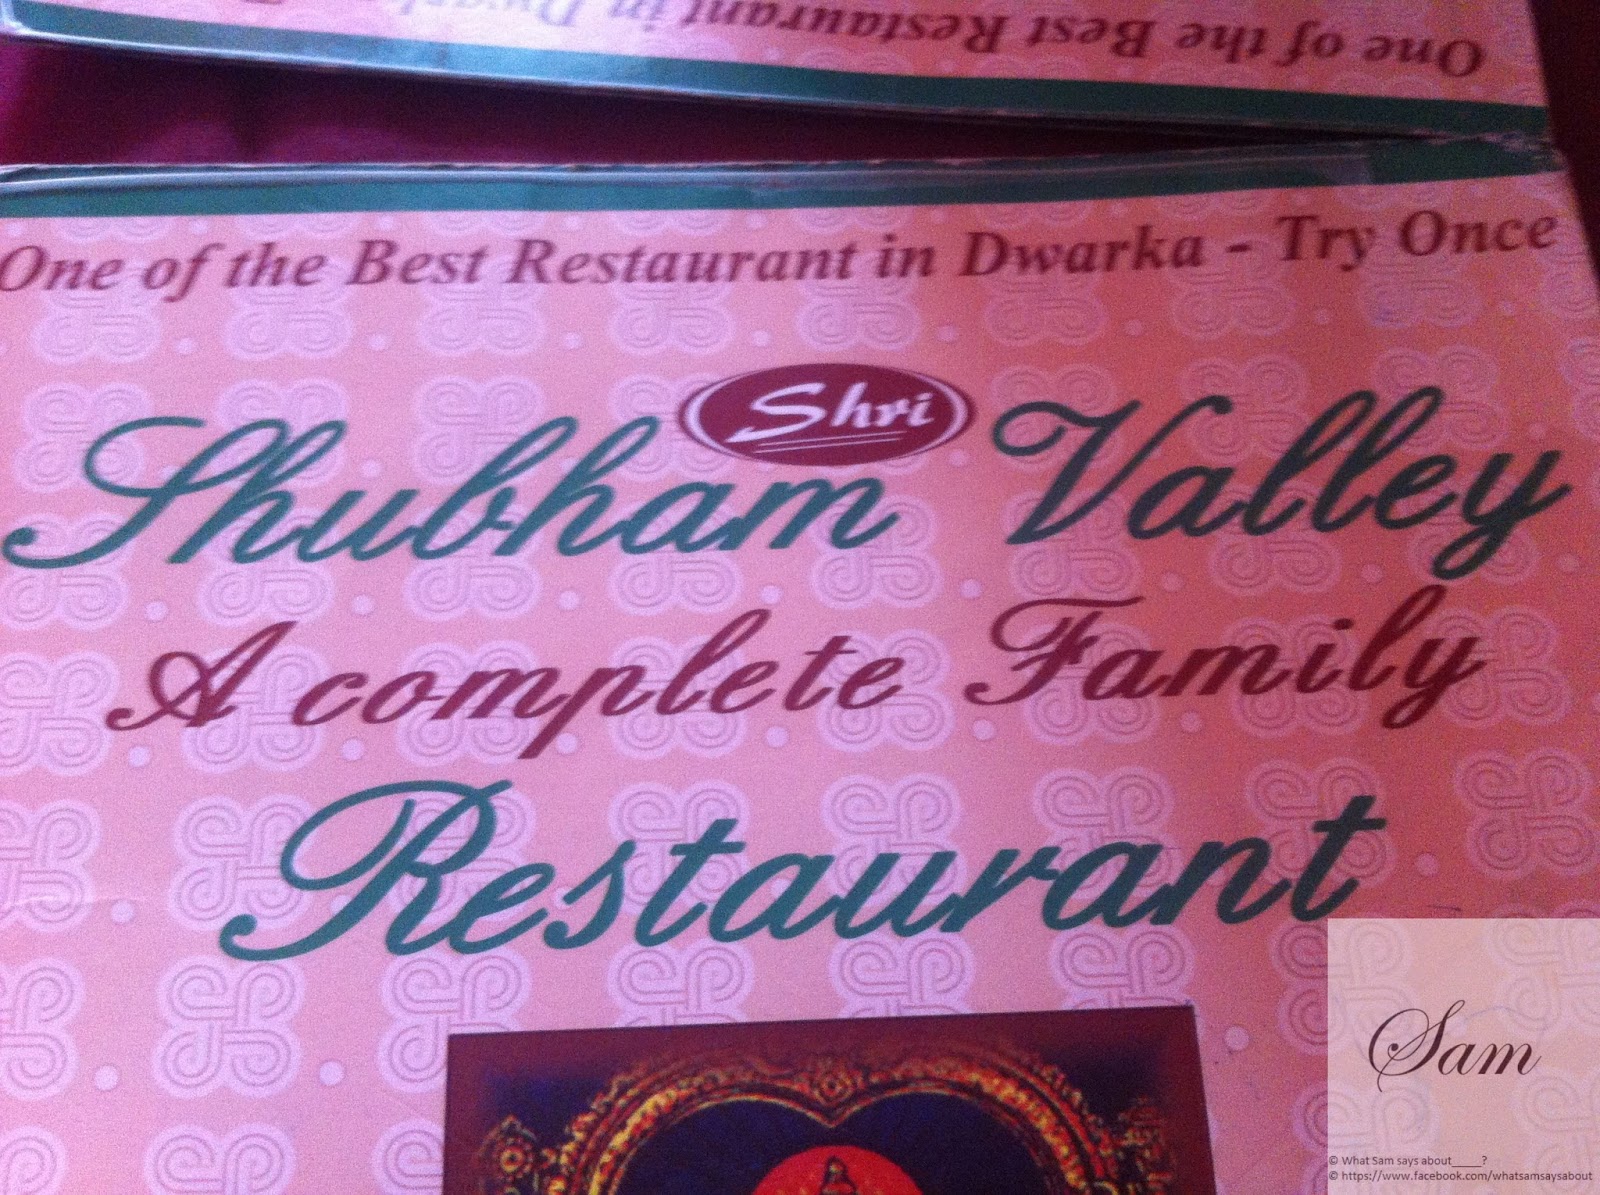 One of the Best Restaurant in Dwarka
One of the Best Restaurant in Dwarka - Try Once
Shri
Shubham Valley
A complete Family
Restaurant
Sam
© What Sam says about_____?
© https://www.facebook.com/whatsamsaysabout